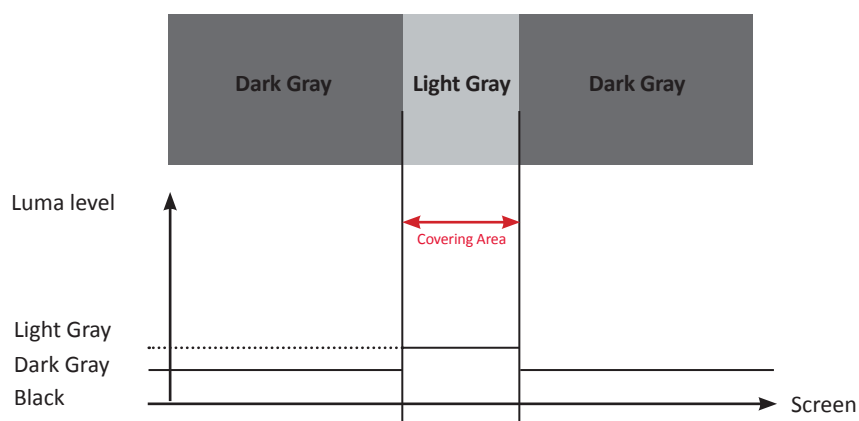 Dark Gray Light Gray Dark Gray
Luma level
Covering Area
Light Gray
Dark Gray
Black
Screen